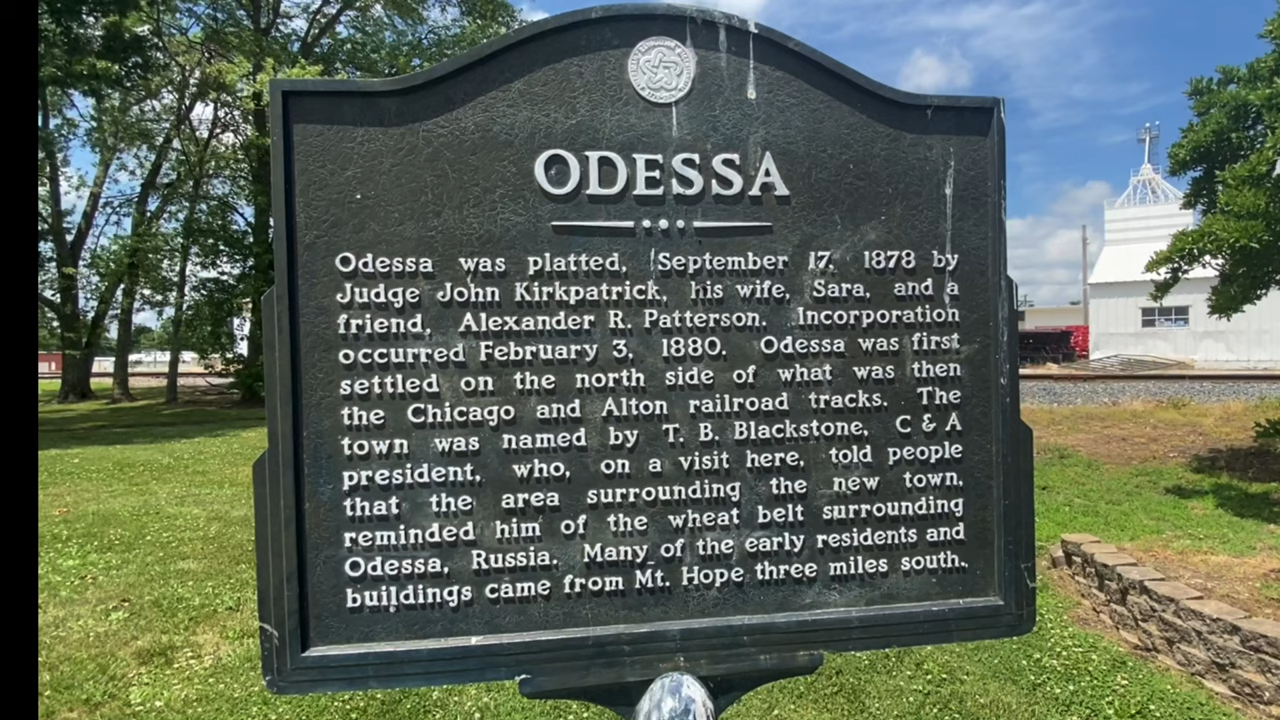 ODESSA
Odessa was platted, September 17, 1878 by
Judge John Kirkpatrick, his wife, Sara, and a
friend, Alexander R. Patterson. Incorporation
occurred February 3, 1880. Odessa was first
settled on the north side of what was then
the Chicago and Alton railroad tracks. The
town was named by T. B. Blackstone, C & A
president, who, on a visit here, told people
that the area surrounding the new town,
reminded him of the wheat belt surrounding
Odessa, Russia. Many of the early residents and
buildings came from Mt. Hope three miles south.